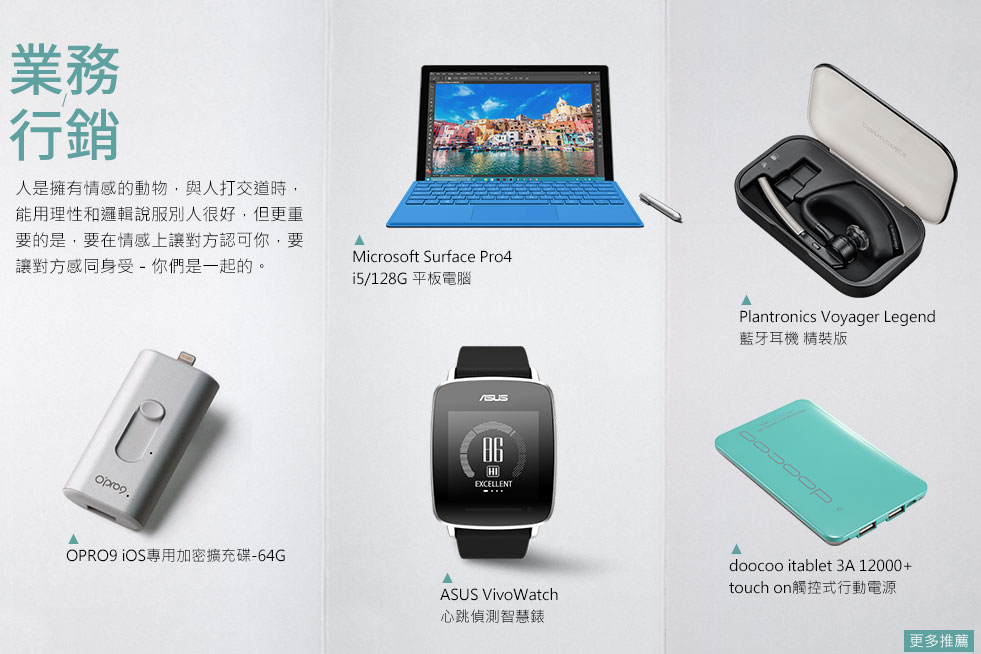 業務
/
行銷
人是擁有情感的動物，與人打交道時，
能用理性和邏輯說服別人很好，但更重
要的是，要在情感上讓對方認可你，要
讓對方感同身受 - 你們是一起的。
▲
Microsoft Surface Pro4
i5/128G 平板電腦
▲
Plantronics Voyager Legend
藍牙耳機 精裝版
Oprog
▲
OPRO9 iOS專用加密擴充碟-64G
ASUS
86
HI
EXCELLENT
▲
ASUS VivoWatch
心跳偵測智慧錶
doocoo
▲
doocoo itablet 3A 12000+
touch on觸控式行動電源
更多推薦